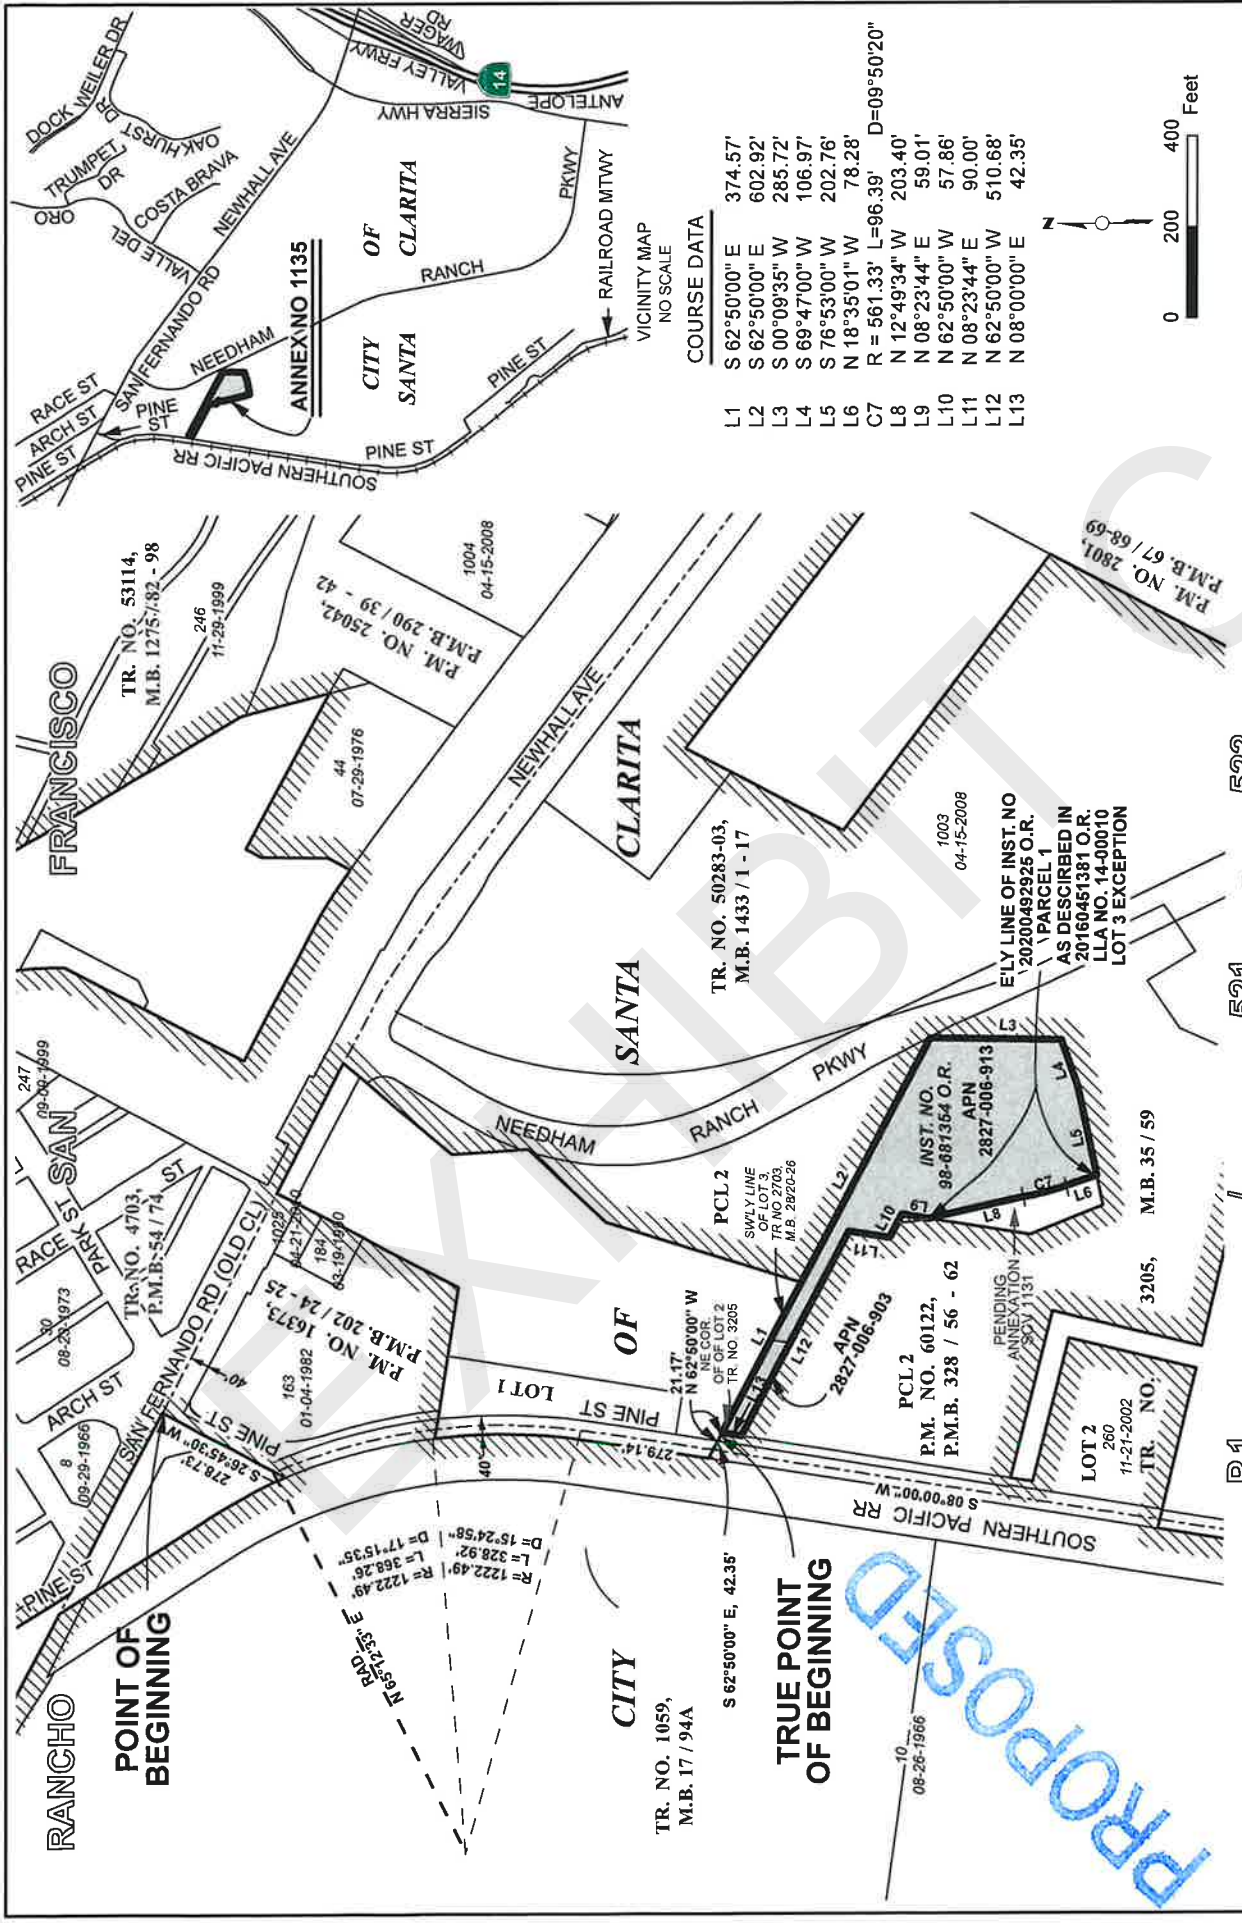 RANCHO
SAN
FRANCISCO
POINT OF
BEGINNING
PINE ST
SAN FERNANDO RD (OLD CL)
8
09-29-1966
ARCH ST
30
08-23-1973
RACE ST
PARK ST
ST
247
09-09-1999
TR. NO. 4703,
P.M.B. 54 / 74
TR. NO. 53114,
M.B. 1275 / 82 - 98
246
11-29-1999
44
07-29-1976
P.M. NO. 25042,
P.M.B. 290 / 39 - 42
1004
04-15-2008
S 26°45'30" W
278.73'
PINE ST
40'
163
01-04-1982
P.M. NO. 16373,
P.M.B. 202 / 24 - 25
1025
04-21-2010
184
03-19-1990
RAD
N 65°12'33" E
R= 1222.49'
L= 368.26'
D= 17°15'35"
R= 1222.49'
L= 328.92'
D= 15°24'58"
40'
LOT 1
PINE ST
279.14'
NEWHALL AVE
NEEDHAM
RANCH
PKWY
CITY
OF
SANTA
CLARITA
TR. NO. 1059,
M.B. 17 / 94A
TR. NO. 50283-03,
M.B. 1433 / 1 - 17
21.17'
N 62°50'00" W
NE COR.
OF OF LOT 2
TR. NO. 3205
S 62°50'00" E, 42.35'
TRUE POINT
OF BEGINNING
PCL 2
SW'LY LINE
OF LOT 3,
TR NO 2703,
M.B. 28/20-26
L1
L2
L3
L4
L5
L6
C7
L8
L9
L10
L11
L12
L13
APN
2827-006-903
INST. NO.
98-681354 O.R.
APN
2827-006-913
E'LY LINE OF INST. NO
20200492925 O.R.
PARCEL 1
AS DESCIRBED IN
20160451381 O.R.
LLA NO. 14-00010
LOT 3 EXCEPTION
1003
04-15-2008
P.M. NO. 2801,
P.M.B. 67 / 68-69
PCL 2
P.M. NO. 60122,
P.M.B. 328 / 56 - 62
PENDING
ANNEXATION
SCV 1131
S 08°00'00" W
SOUTHERN PACIFIC RR
10
08-26-1966
LOT 2
260
11-21-2002
TR. NO. 3205, M.B. 35 / 59
PROPOSED
EXHIBIT C
DOCK WEILER DR
OAKHURST DR
TRUMPET DR
COSTA BRAVA
VALLE DEL ORO
NEWHALL AVE
SAN FERNANDO RD
RACE ST
ARCH ST
PINE ST
PINE
ST
NEEDHAM
RANCH
PKWY
SOUTHERN PACIFIC RR
PINE ST
PINE ST
ANNEXNO 1135
CITY OF
SANTA CLARITA
SIERRA HWY
ANTELOPE VALLEY FRWY
WAGER RD
14
RAILROAD MTWY
VICINITY MAP
NO SCALE
COURSE DATA
L1 S 62°50'00" E 374.57'
L2 S 62°50'00" E 602.92'
L3 S 00°09'35" W 285.72'
L4 S 69°47'00" W 106.97'
L5 S 76°53'00" W 202.76'
L6 N 18°35'01" W 78.28'
C7 R = 561.33' L=96.39' D=09°50'20"
L8 N 12°49'34" W 203.40'
L9 N 08°23'44" E 59.01'
L10 N 62°50'00" W 57.86'
L11 N 08°23'44" E 90.00'
L12 N 62°50'00" W 510.68'
L13 N 08°00'00" E 42.35'
N
0 200 400
Feet